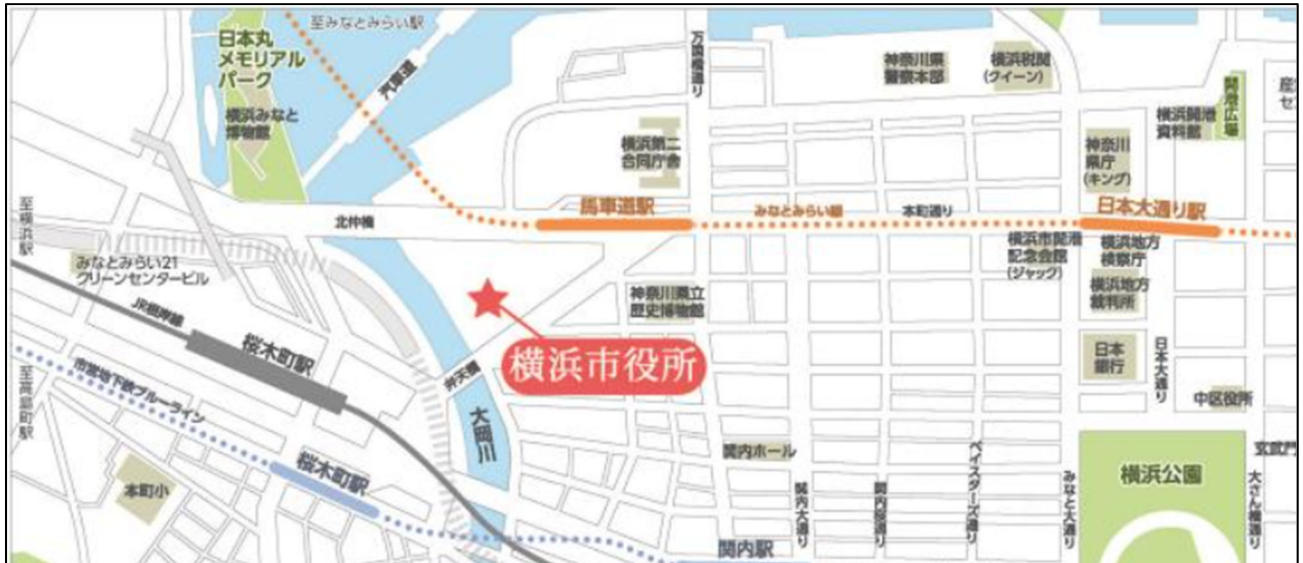 至みなとみらい駅
日本丸
メモリアル
パーク
汽車道
横浜みなと
博物館
万国橋通り
神奈川県
警察本部
横浜税関
(クイーン)
開港広場
産
セ
横浜開港
資料館
横浜第二
合同庁舎
神奈川
県庁
(キング)
至横浜駅
北仲橋
馬車道駅
みなとみらい線
本町通り
日本大通り駅
みなとみらい21
クリーンセンタービル
横浜市開港
記念会館
(ジャック)
横浜地方
検察庁
横浜地方
裁判所
神奈川県立
歴史博物館
JR根岸線
桜木町駅
横浜市役所
弁天橋
日本
銀行
日本大通り
至高島町駅
市営地下鉄ブルーライン
大岡川
中区役所
桜木町駅
本町小
関内ホール
関内大通り
関内桜通り
ベイスターズ通り
みなと大通り
横浜公園
玄武門
大さん橋通り
関内駅